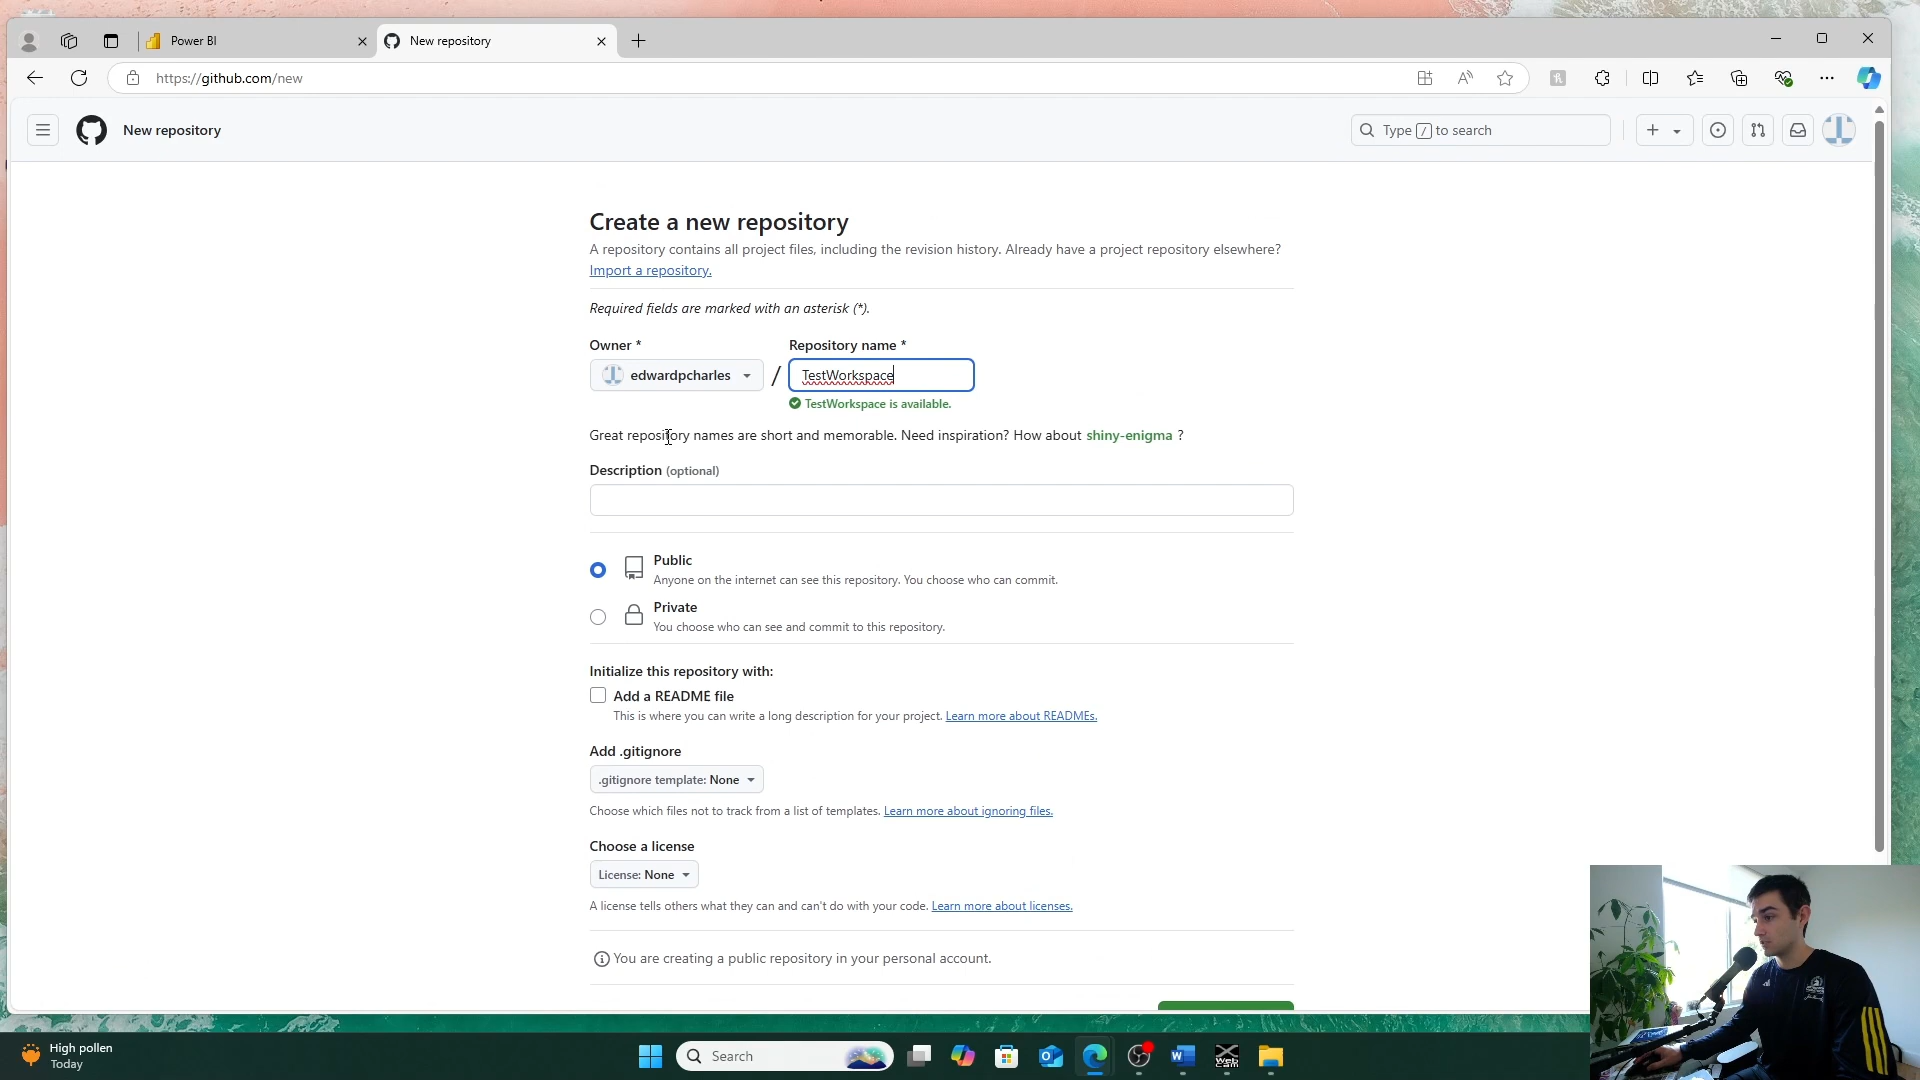 Power BI
New repository
https://github.com/new
New repository
Type / to search
Create a new repository
A repository contains all project files, including the revision history. Already have a project repository elsewhere?
Import a repository.
Required fields are marked with an asterisk (*).
Owner *
Repository name *
edwardpcharles
/
TestWorkspace
TestWorkspace is available.
Great repository names are short and memorable. Need inspiration? How about shiny-enigma ?
Description (optional)
Public
Anyone on the internet can see this repository. You choose who can commit.
Private
You choose who can see and commit to this repository.
Initialize this repository with:
Add a README file
This is where you can write a long description for your project. Learn more about READMEs.
Add .gitignore
.gitignore template: None
Choose which files not to track from a list of templates. Learn more about ignoring files.
Choose a license
License: None
A license tells others what they can and can't do with your code. Learn more about licenses.
You are creating a public repository in your personal account.
High pollen
Today
Search